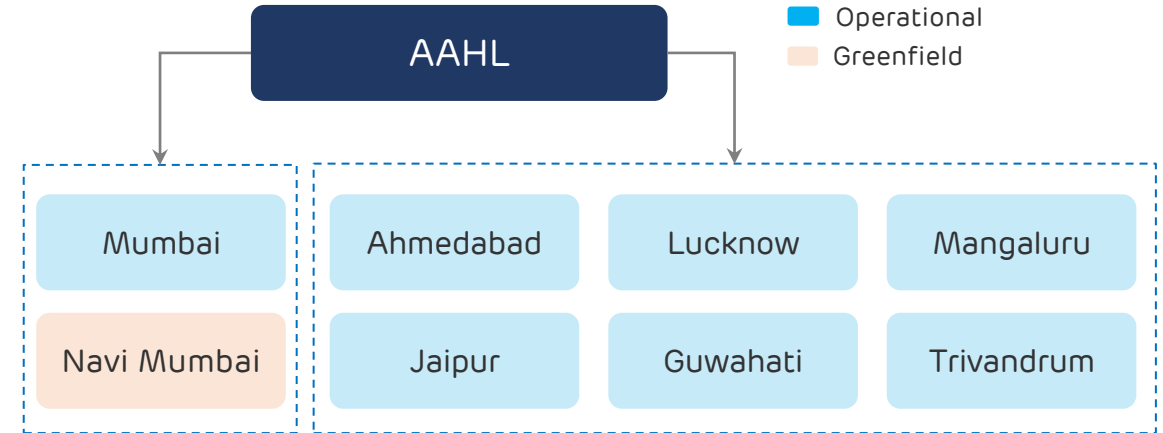 AAHL
Operational
Greenfield
Mumbai
Ahmedabad
Lucknow
Mangaluru
Navi Mumbai
Jaipur
Guwahati
Trivandrum